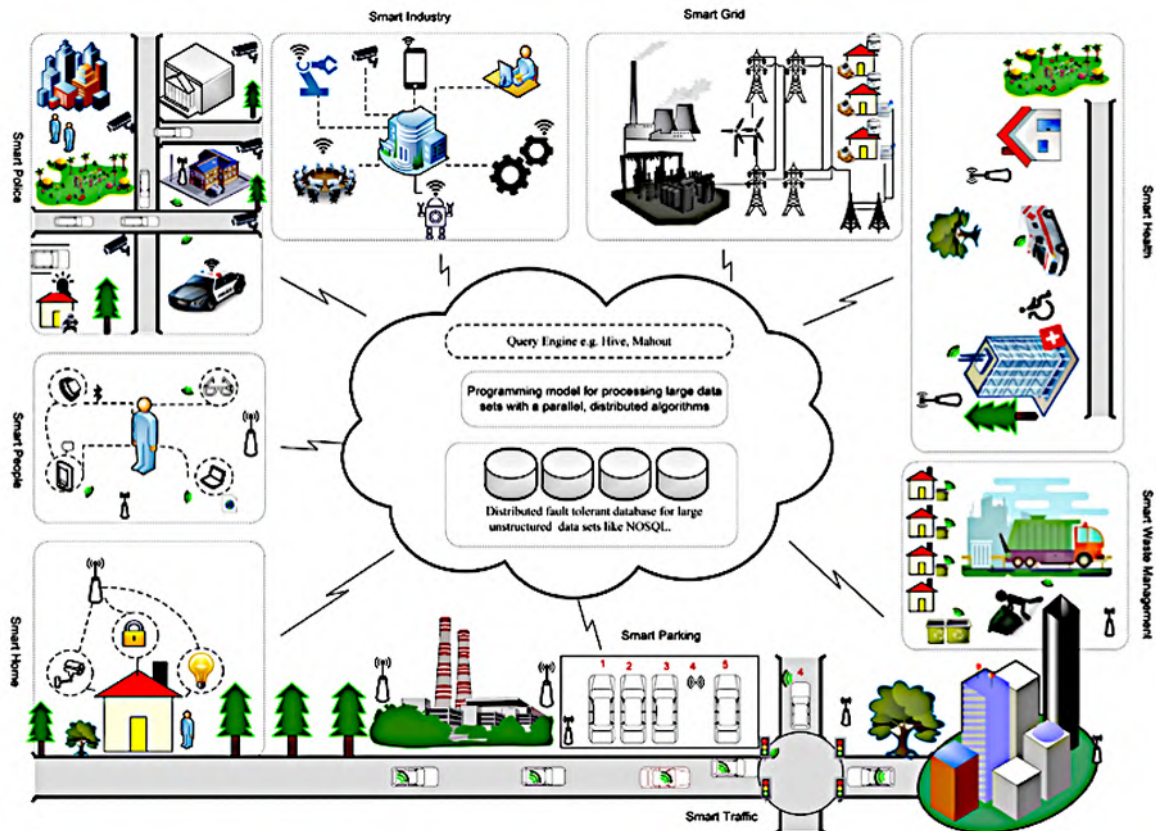 Smart Industry
Smart Grid
Smart Police
Smart Health
Query Engine e.g. Hive, Mahout
Programming model for processing large data
sets with a parallel, distributed algorithms
Smart People
Distributed fault tolerant database for large
unstructured data sets like NOSQL.
Smart Waste Management
Smart Home
Smart Parking
1 2 3 4 5
4
Smart Traffic